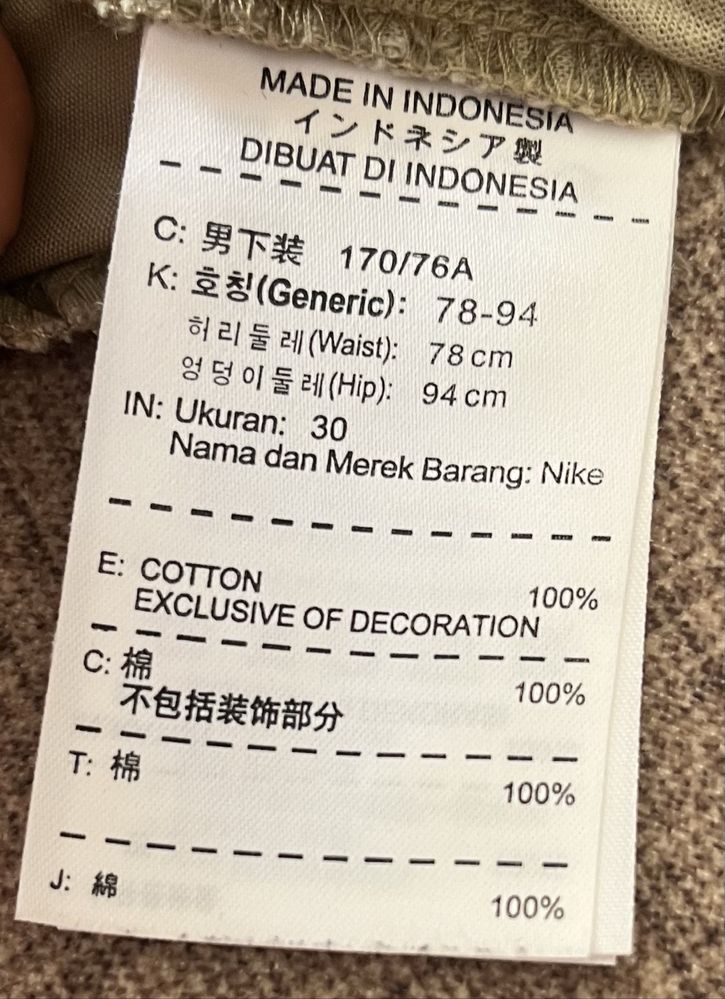 MADE IN INDONESIA
インドネシア製
DIBUAT DI INDONESIA
C: 男下装 170/76A
K: 호칭(Generic): 78-94
허리둘레(Waist): 78 cm
엉덩이둘레(Hip): 94 cm
IN: Ukuran: 30
Nama dan Merek Barang: Nike
E: COTTON 100%
EXCLUSIVE OF DECORATION
C: 棉 100%
不包括装饰部分
T: 棉 100%
J: 綿 100%